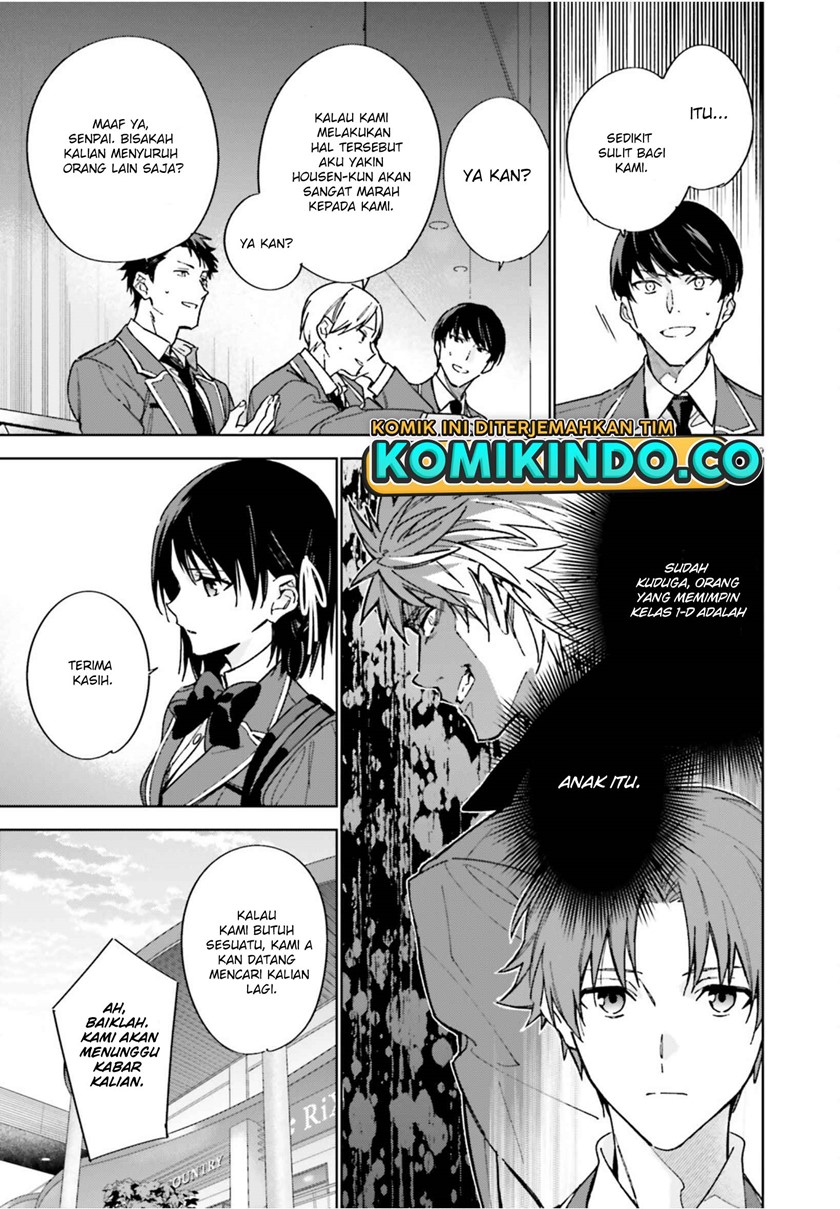 ITU...
SEDIKIT
SULIT BAGI
KAMI.
YA KAN?
KALAU KAMI
MELAKUKAN
HAL TERSEBUT
AKU YAKIN
HOUSEN-KUN AKAN
SANGAT MARAH
KEPADA KAMI.
YA KAN?
MAAF YA,
SENPAI. BISAKAH
KALIAN MENYURUH
ORANG LAIN SAJA?
KOMIK INI DITERJEMAHKAN TIM
KOMIKINDO.CO
SUDAH
KUDUGA, ORANG
YANG MEMIMPIN
KELAS 1-D ADALAH
ANAK ITU.
TERIMA
KASIH.
KALAU
KAMI BUTUH
SESUATU, KAMI A
KAN DATANG
MENCARI KALIAN
LAGI.
AH,
BAIKLAH.
KAMI AKAN
MENUNGGU
KABAR
KALIAN.
OUNTRY